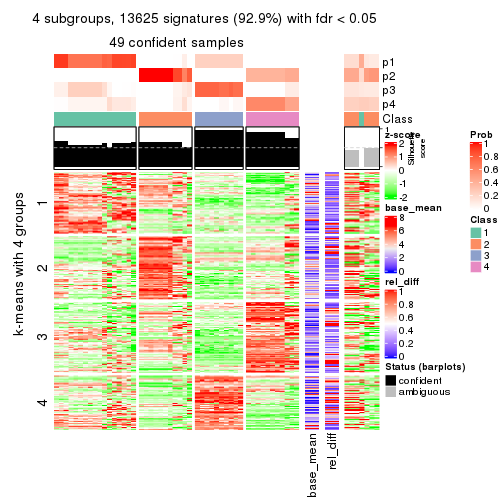 4 subgroups, 13625 signatures (92.9%) with fdr < 0.05
49 confident samples
p1
p2
p3
p4
Class
1
Silhouette
score
k-means with 4 groups
1
2
3
4
base_mean
rel_diff
z-score
2
1
0
-1
-2
base_mean
8
6
4
2
0
rel_diff
1
0.8
0.6
0.4
0.2
0
Status (barplots)
confident
ambiguous
Prob
1
0.8
0.6
0.4
0.2
0
Class
1
2
3
4